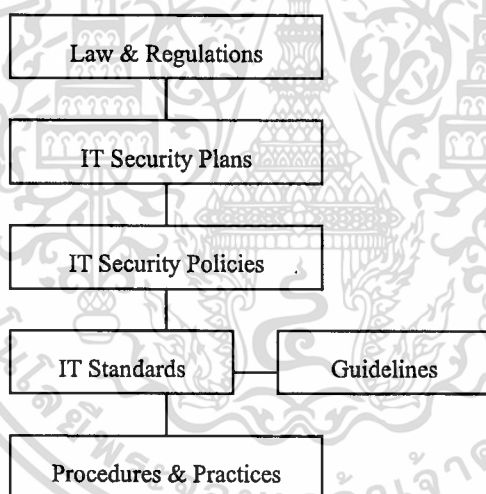 Law & Regulations
IT Security Plans
IT Security Policies
IT Standards
Guidelines
Procedures & Practices